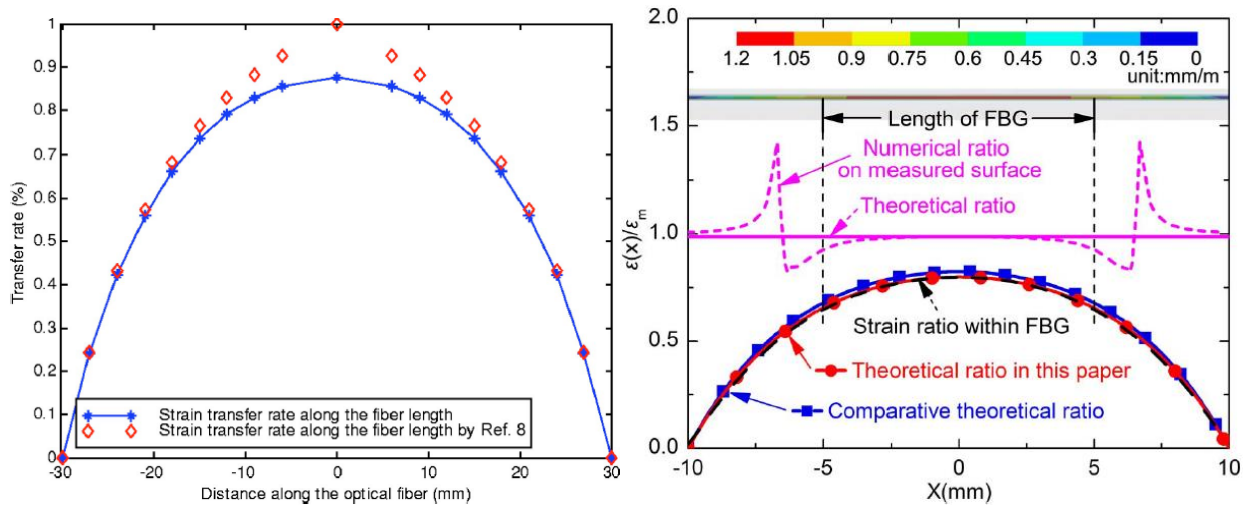 1
0.9
0.8
0.7
0.6
0.5
0.4
0.3
0.2
0.1
0
Transfer rate (%)
Strain transfer rate along the fiber length
Strain transfer rate along the fiber length by Ref. 8
-30
-20
-10
0
10
20
30
Distance along the optical fiber (mm)
2.0
1.5
1.0
0.5
0.0
ε(x)/εm
1.2 1.05 0.9 0.75 0.6 0.45 0.3 0.15 0
unit:mm/m
Length of FBG
Numerical ratio
on measured surface
Theoretical ratio
Strain ratio within FBG
Theoretical ratio in this paper
Comparative theoretical ratio
-10
-5
0
5
10
X(mm)